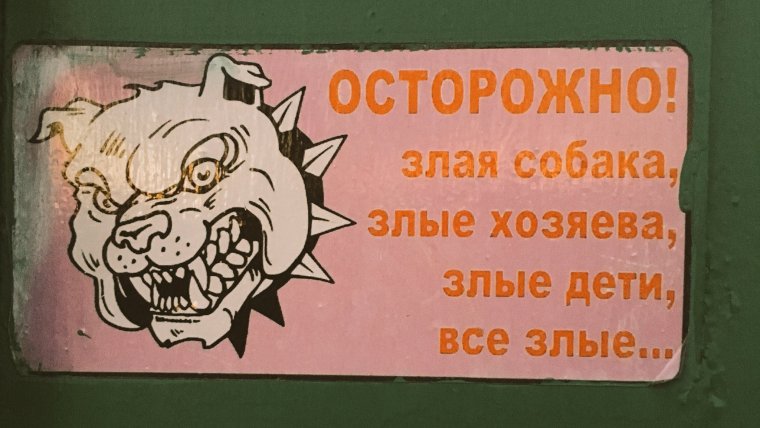 ОСТОРОЖНО!
злая собака,
злые хозяева,
злые дети,
все злые...